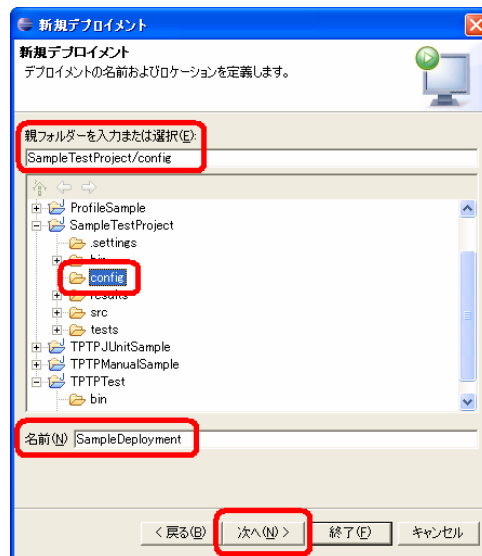 新規デプロイメント
新規デプロイメント
デプロイメントの名前およびロケーションを定義します。
親フォルダーを入力または選択(E):
SampleTestProject/config
ProfileSample
SampleTestProject
.settings
bin
config
results
src
tests
TPTPJUnitSample
TPTPManualSample
TPTPTest
bin
名前(N) SampleDeployment
< 戻る(B) 次へ(N) > 終了(F) キャンセル